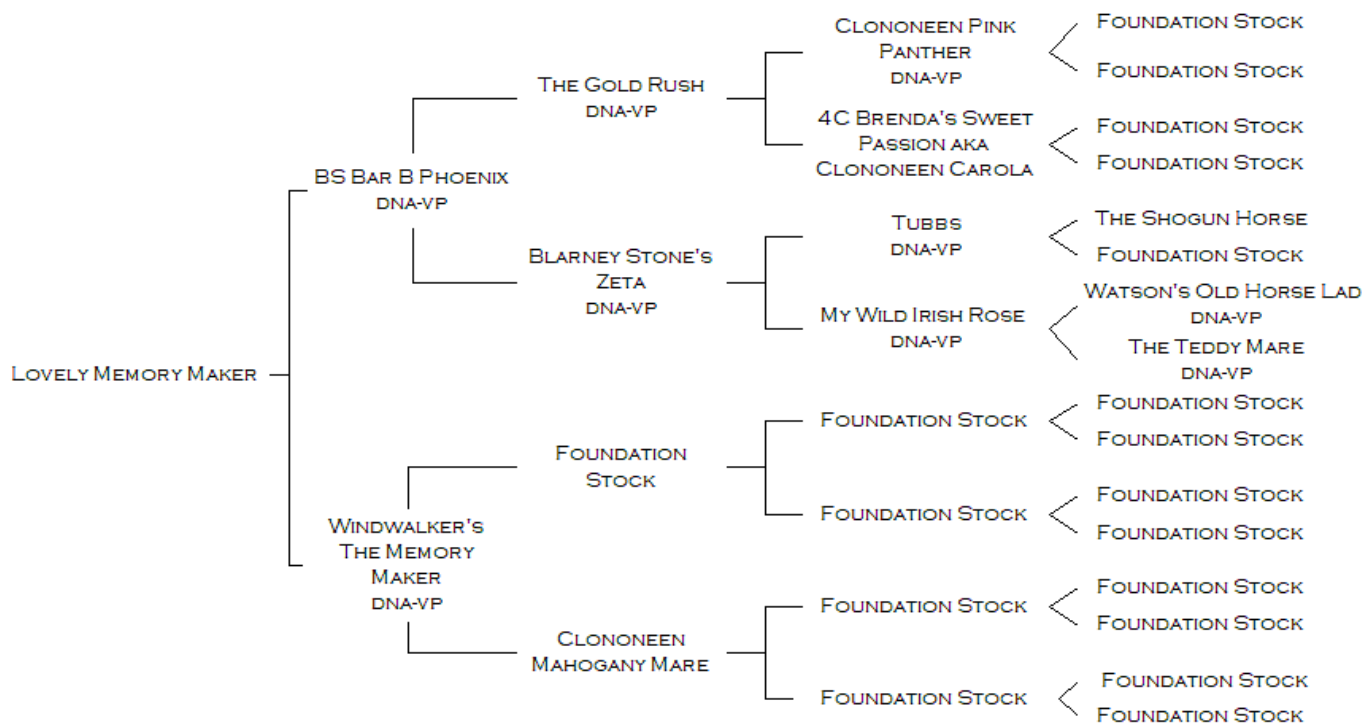 Clononeen Pink
Panther
DNA-VP
Foundation Stock
Foundation Stock
The Gold Rush
DNA-VP
4C Brenda's Sweet
Passion aka
Clononeen Carola
Foundation Stock
Foundation Stock
BS Bar B Phoenix
DNA-VP
Tubbs
DNA-VP
The Shogun Horse
Foundation Stock
Blarney Stone's
Zeta
DNA-VP
My Wild Irish Rose
DNA-VP
Watson's Old Horse Lad
DNA-VP
The Teddy Mare
DNA-VP
Lovely Memory Maker
Foundation Stock
Foundation Stock
Foundation Stock
Foundation
Stock
Foundation Stock
Foundation Stock
Foundation Stock
Windwalker's
The Memory
Maker
DNA-VP
Foundation Stock
Foundation Stock
Foundation Stock
Clononeen
Mahogany Mare
Foundation Stock
Foundation Stock
Foundation Stock